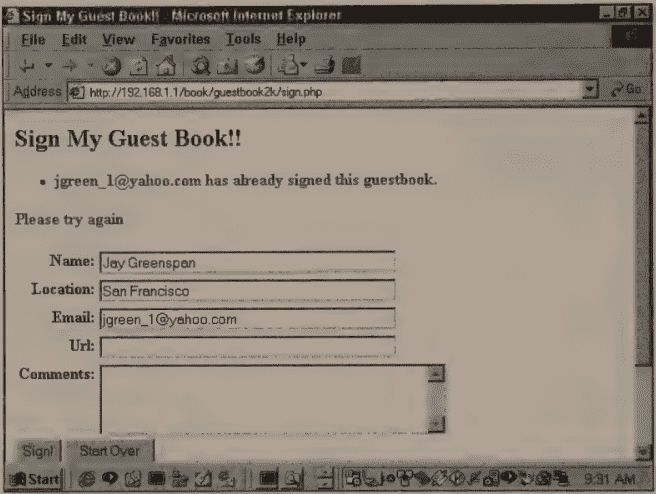 Sign My Guest Book!! - Microsoft Internet Explorer
File Edit View Favorites Tools Help
Address http://192.168.1.1/book/guestbook2k/sign.php Go
Sign My Guest Book!!
• jgreen_1@yahoo.com has already signed this guestbook.
Please try again
Name: Jay Greenspan
Location: San Francisco
Email: jgreen_1@yahoo.com
Url:
Comments:
Sign! Start Over
Start 9:31 AM